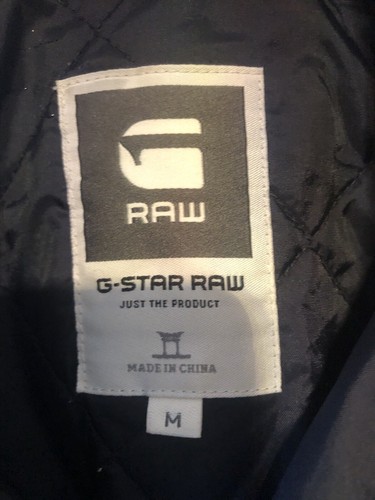 RAW
G-STAR RAW
JUST THE PRODUCT
MADE IN CHINA
M